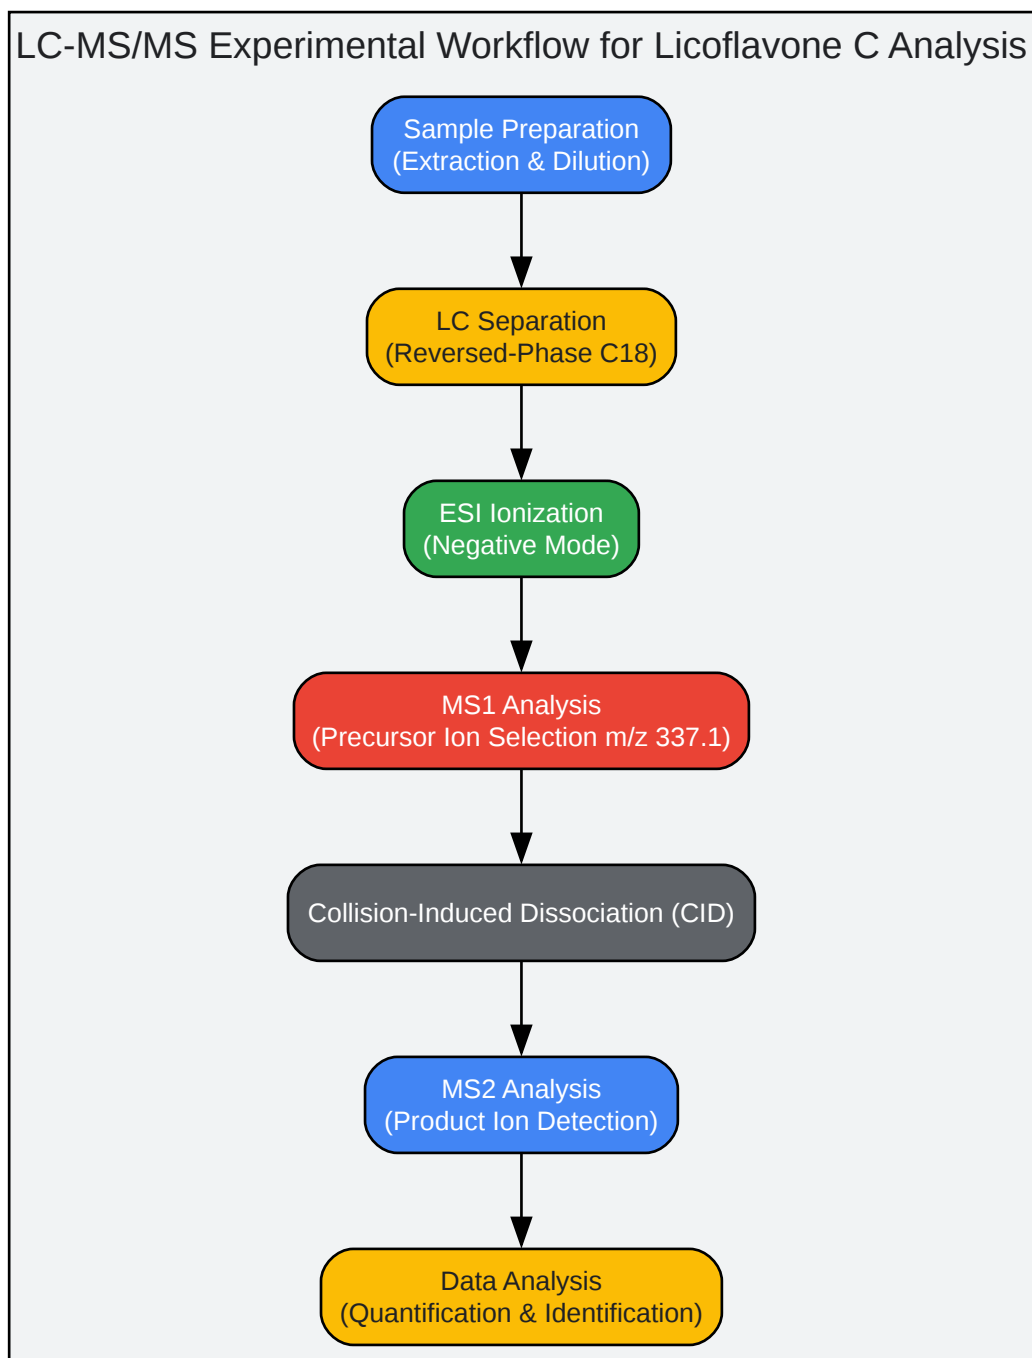 LC-MS/MS Experimental Workflow for Licoflavone C Analysis
Sample Preparation
(Extraction & Dilution)
LC Separation
(Reversed-Phase C18)
ESI Ionization
(Negative Mode)
MS1 Analysis
(Precursor Ion Selection m/z 337.1)
Collision-Induced Dissociation (CID)
MS2 Analysis
(Product Ion Detection)
Data Analysis
(Quantification & Identification)